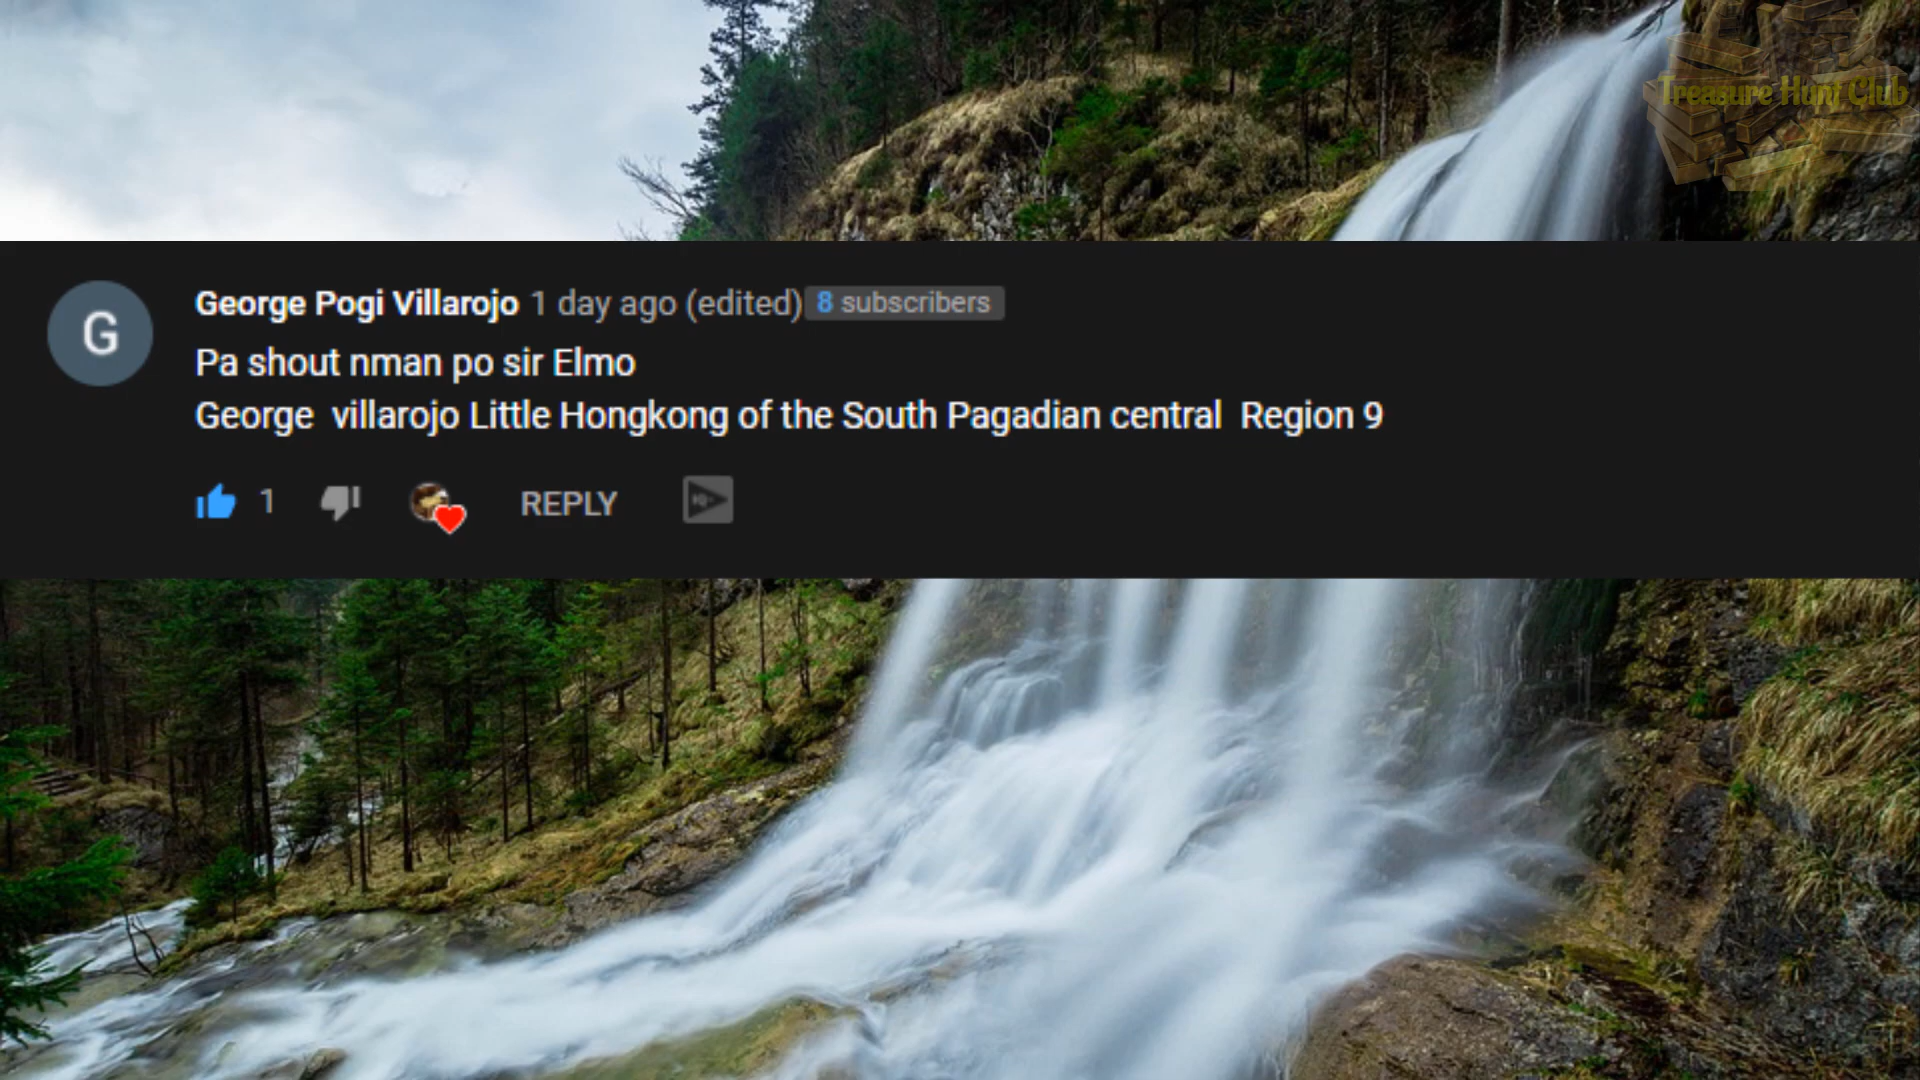 Treasure Hunt Club
G
George Pogi Villarojo 1 day ago (edited) 8 subscribers
Pa shout nman po sir Elmo
George villarojo Little Hongkong of the South Pagadian central Region 9
1 REPLY